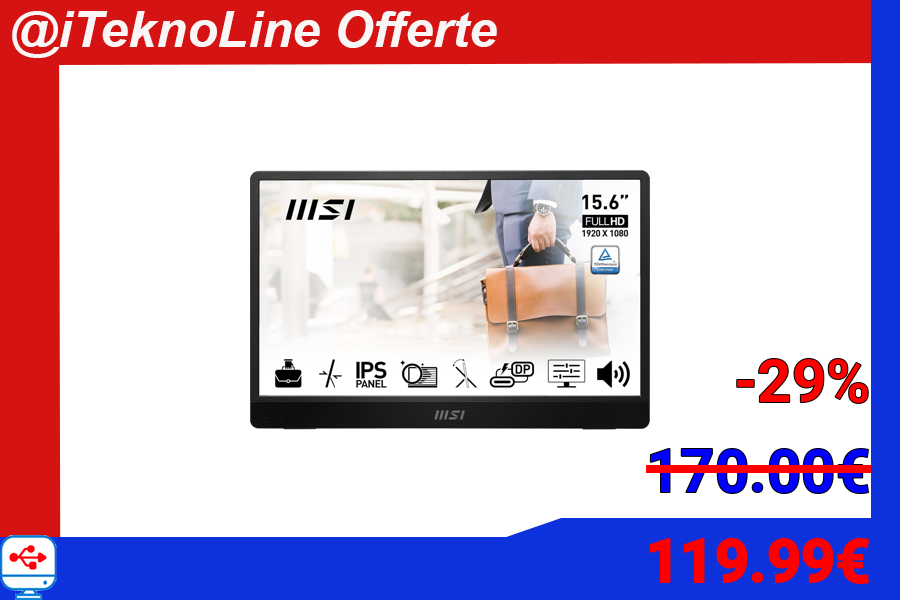 @iTeknoLine Offerte
msi
15.6”
FULL HD
1920 X 1080
IPS
PANEL
DP
msi
-29%
170.00€
119.99€